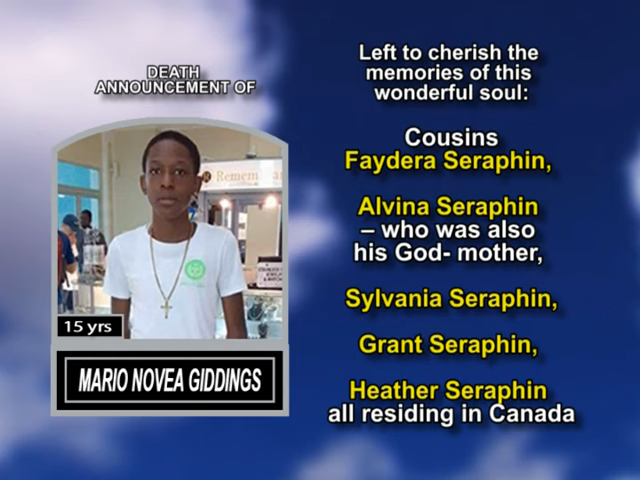 DEATH
ANNOUNCEMENT OF
Remem
15 yrs
MARIO NOVEA GIDDINGS
Left to cherish the
memories of this
wonderful soul:
Cousins
Faydera Seraphin,
Alvina Seraphin
– who was also
his God- mother,
Sylvania Seraphin,
Grant Seraphin,
Heather Seraphin
all residing in Canada